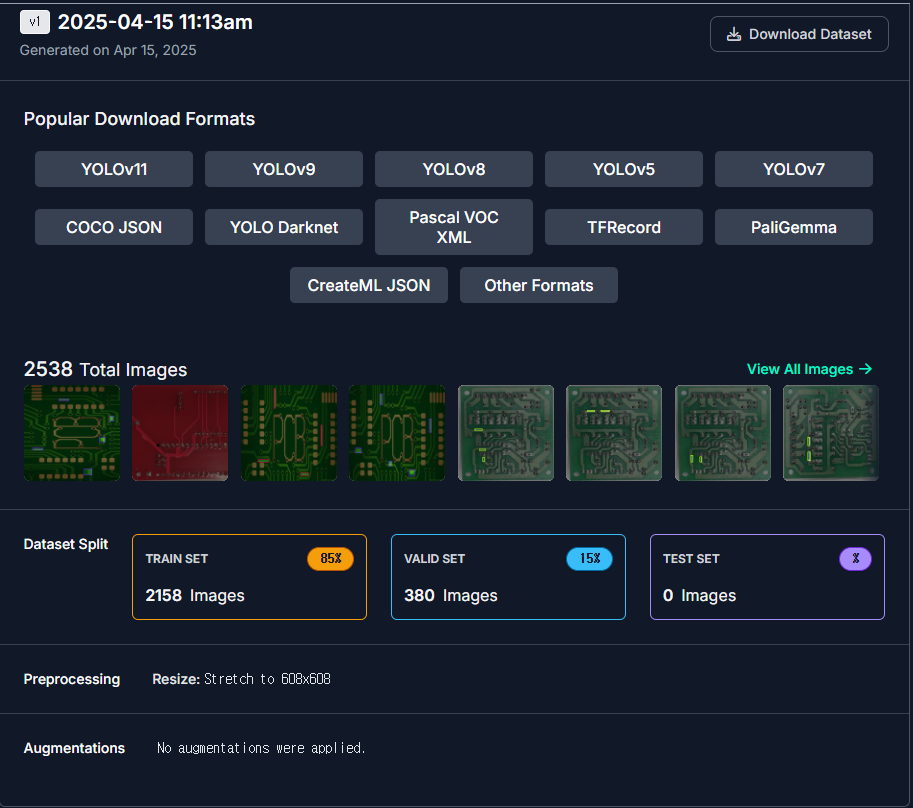 v1 2025-04-15 11:13am
Generated on Apr 15, 2025
Download Dataset
Popular Download Formats
YOLOv11 YOLOv9 YOLOv8 YOLOv5 YOLOv7
COCO JSON YOLO Darknet Pascal VOC XML TFRecord PaliGemma
CreateML JSON Other Formats
2538 Total Images
View All Images →
PCB PCB PCB
Dataset Split
TRAIN SET 85%
2158 Images
VALID SET 15%
380 Images
TEST SET %
0 Images
Preprocessing Resize: Stretch to 608x608
Augmentations No augmentations were applied.